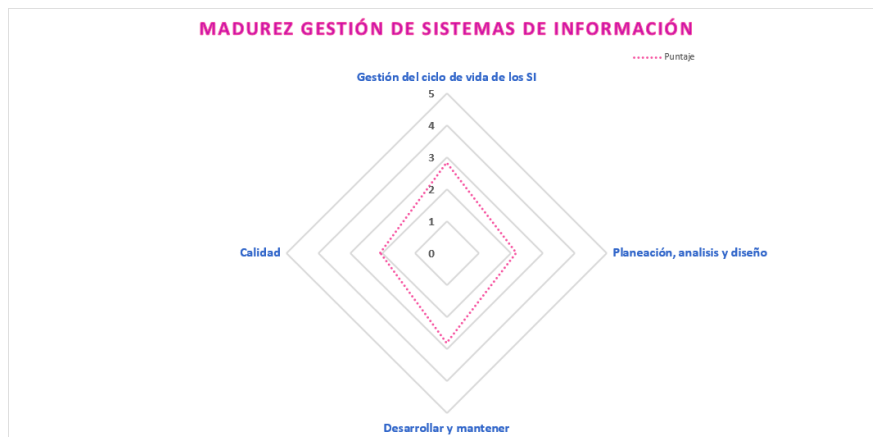 MADUREZ GESTIÓN DE SISTEMAS DE INFORMACIÓN
Puntaje
Gestión del ciclo de vida de los SI
5
4
3
2
1
0
Calidad
Planeación, analisis y diseño
Desarrollar y mantener